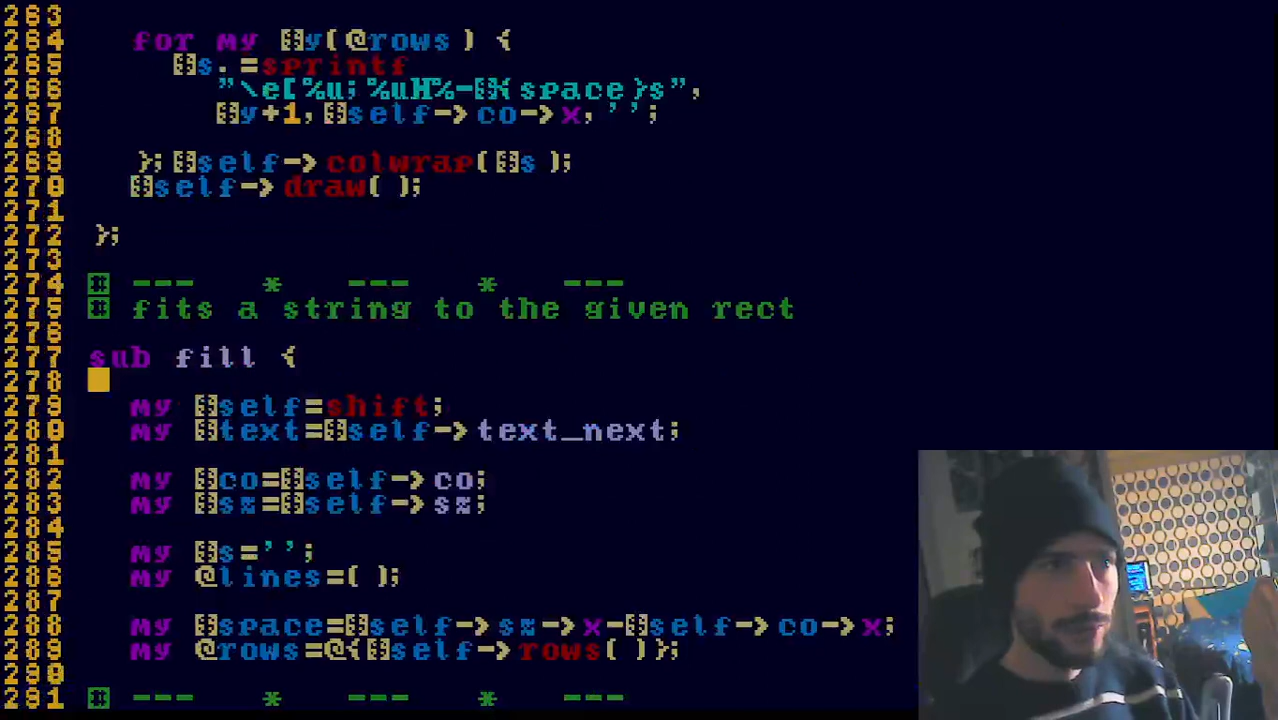 283
284 for my $y(@rows) {
285 $s.=sprintf
286 "\e[%u;%uH%-${space}s",
287 $y+1,$self->co->x,'';
288
269 };$self->colwrap($s);
270 $self->draw();
271
272 };
273
274 # --- * --- * ---
275 # fits a string to the given rect
276
277 sub fill {
278
279 my $self=shift;
280 my $text=$self->text_next;
281
282 my $co=$self->co;
283 my $sz=$self->sz;
284
285 my $s='';
286 my @lines=();
287
288 my $space=$self->sz->x-$self->co->x;
289 my @rows=@{$self->rows()};
290
291 # --- * --- * ---